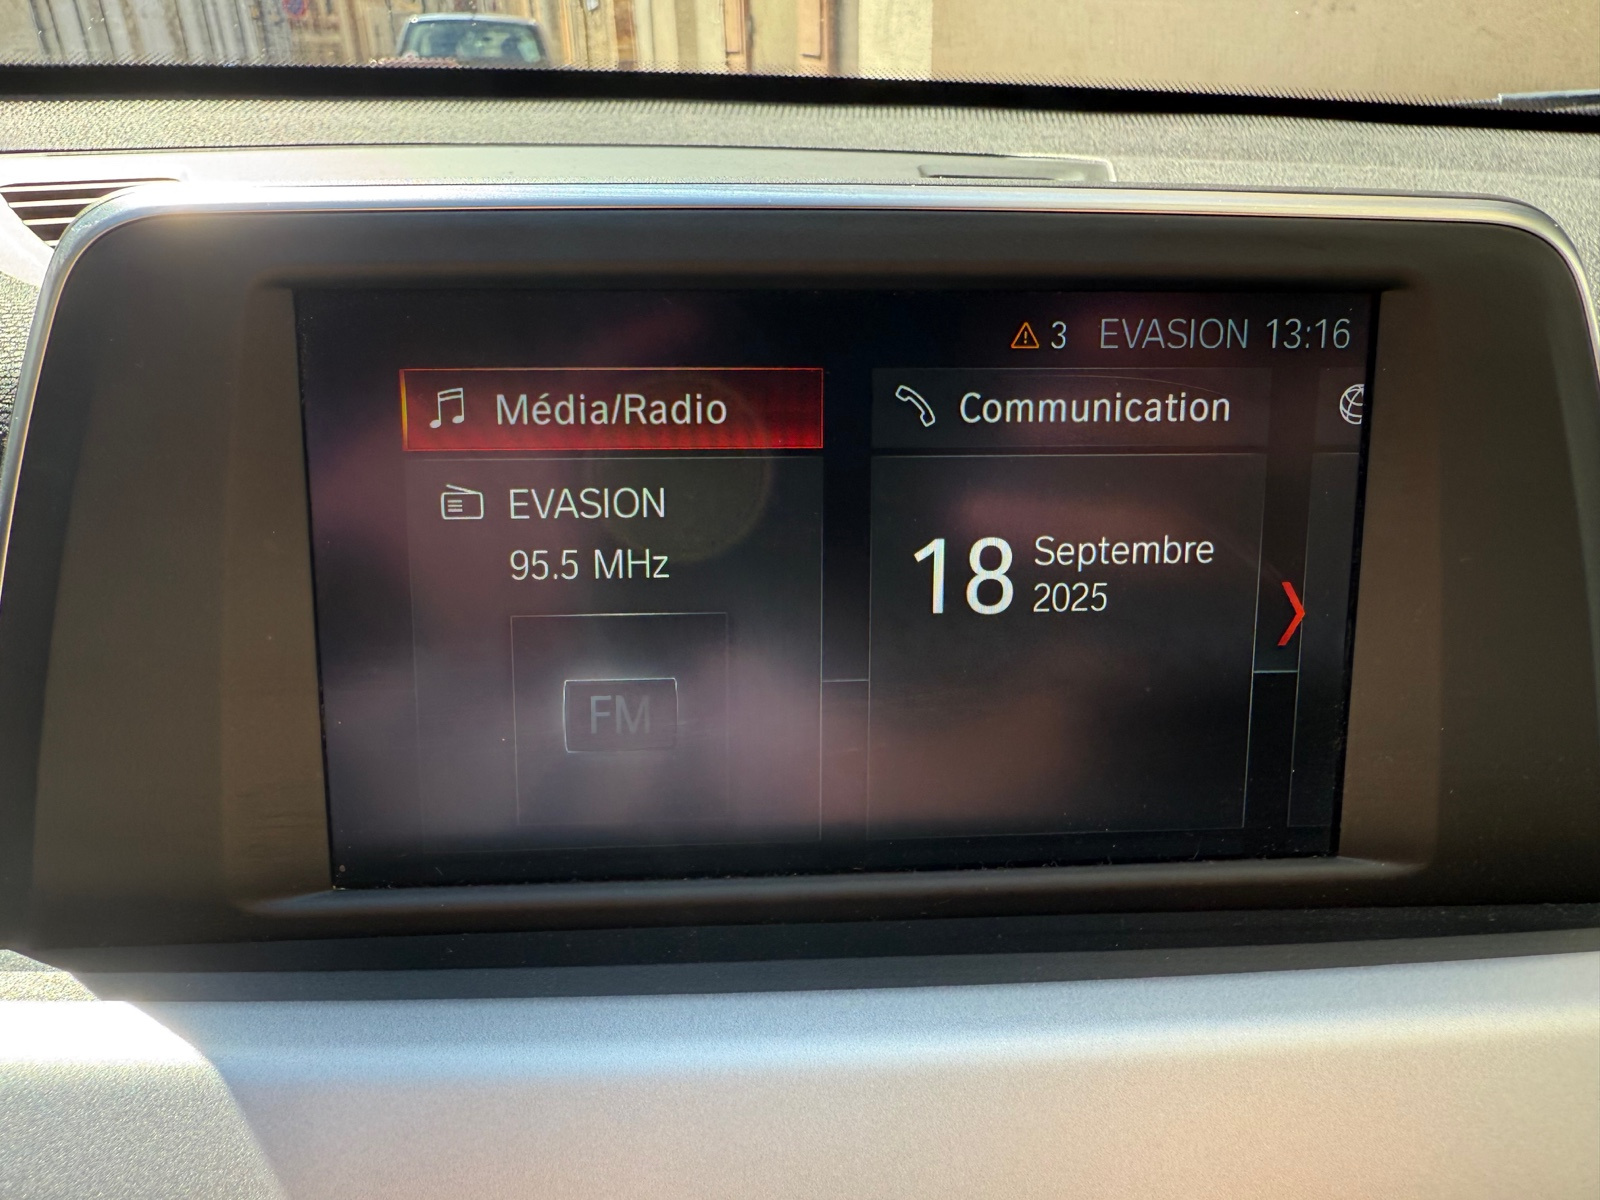 3 EVASION 13:16
Média/Radio
EVASION
95.5 MHz
FM
Communication
18 Septembre
2025